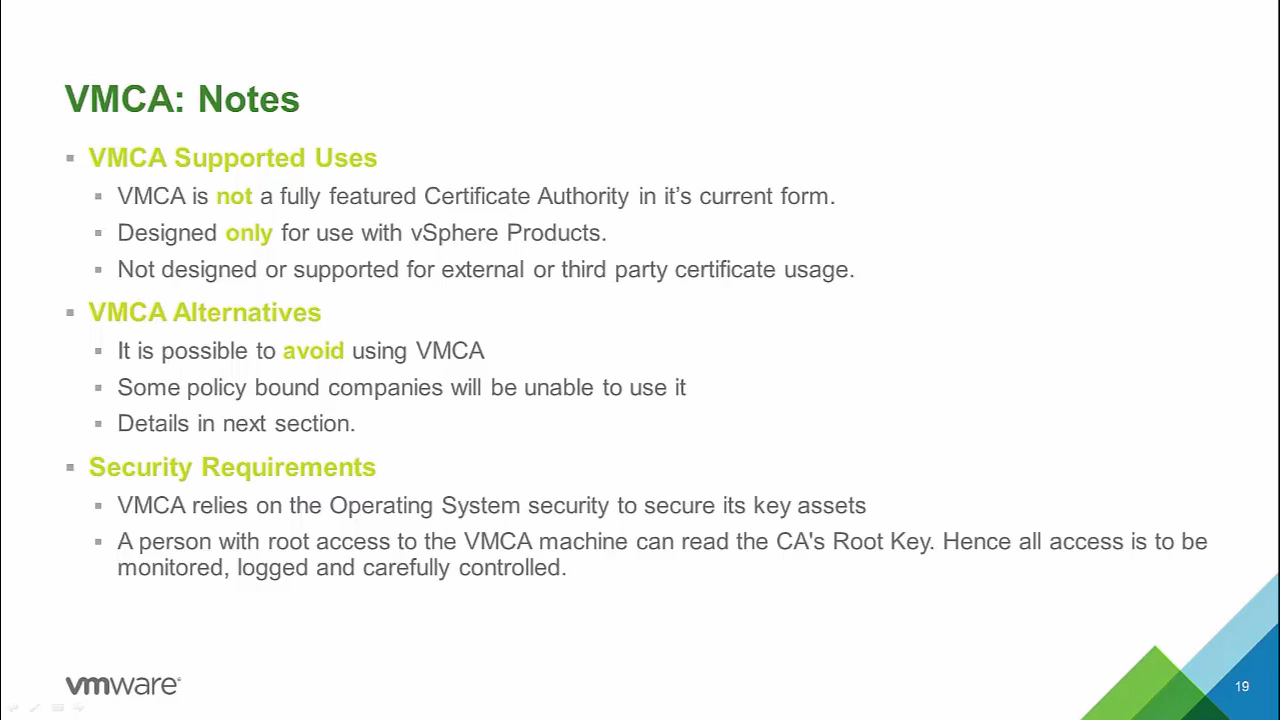 VMCA: Notes
VMCA Supported Uses
VMCA is not a fully featured Certificate Authority in it’s current form.
Designed only for use with vSphere Products.
Not designed or supported for external or third party certificate usage.
VMCA Alternatives
It is possible to avoid using VMCA
Some policy bound companies will be unable to use it
Details in next section.
Security Requirements
VMCA relies on the Operating System security to secure its key assets
A person with root access to the VMCA machine can read the CA's Root Key. Hence all access is to be
monitored, logged and carefully controlled.
vmware
19